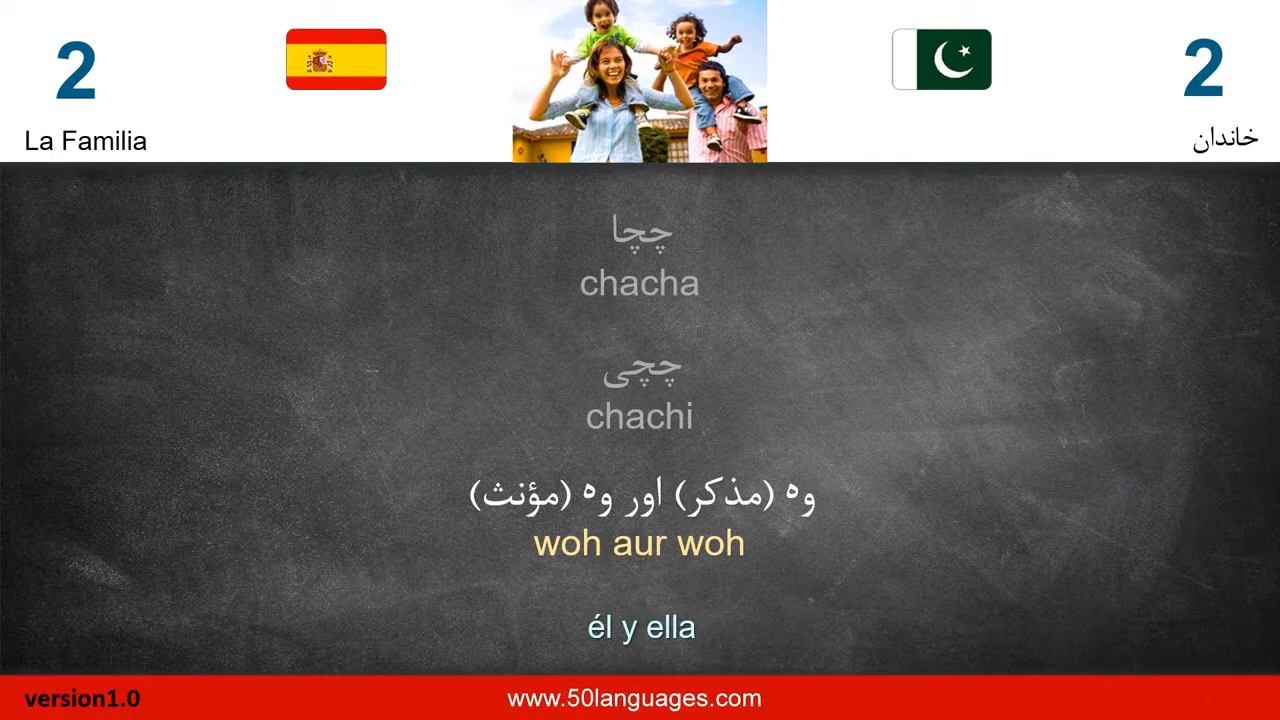 2
La Familia
2
خاندان
چچا
chacha
چچی
chachi
وہ (مذکر) اور وہ (مؤنث)
woh aur woh
él y ella
version1.0
www.50languages.com